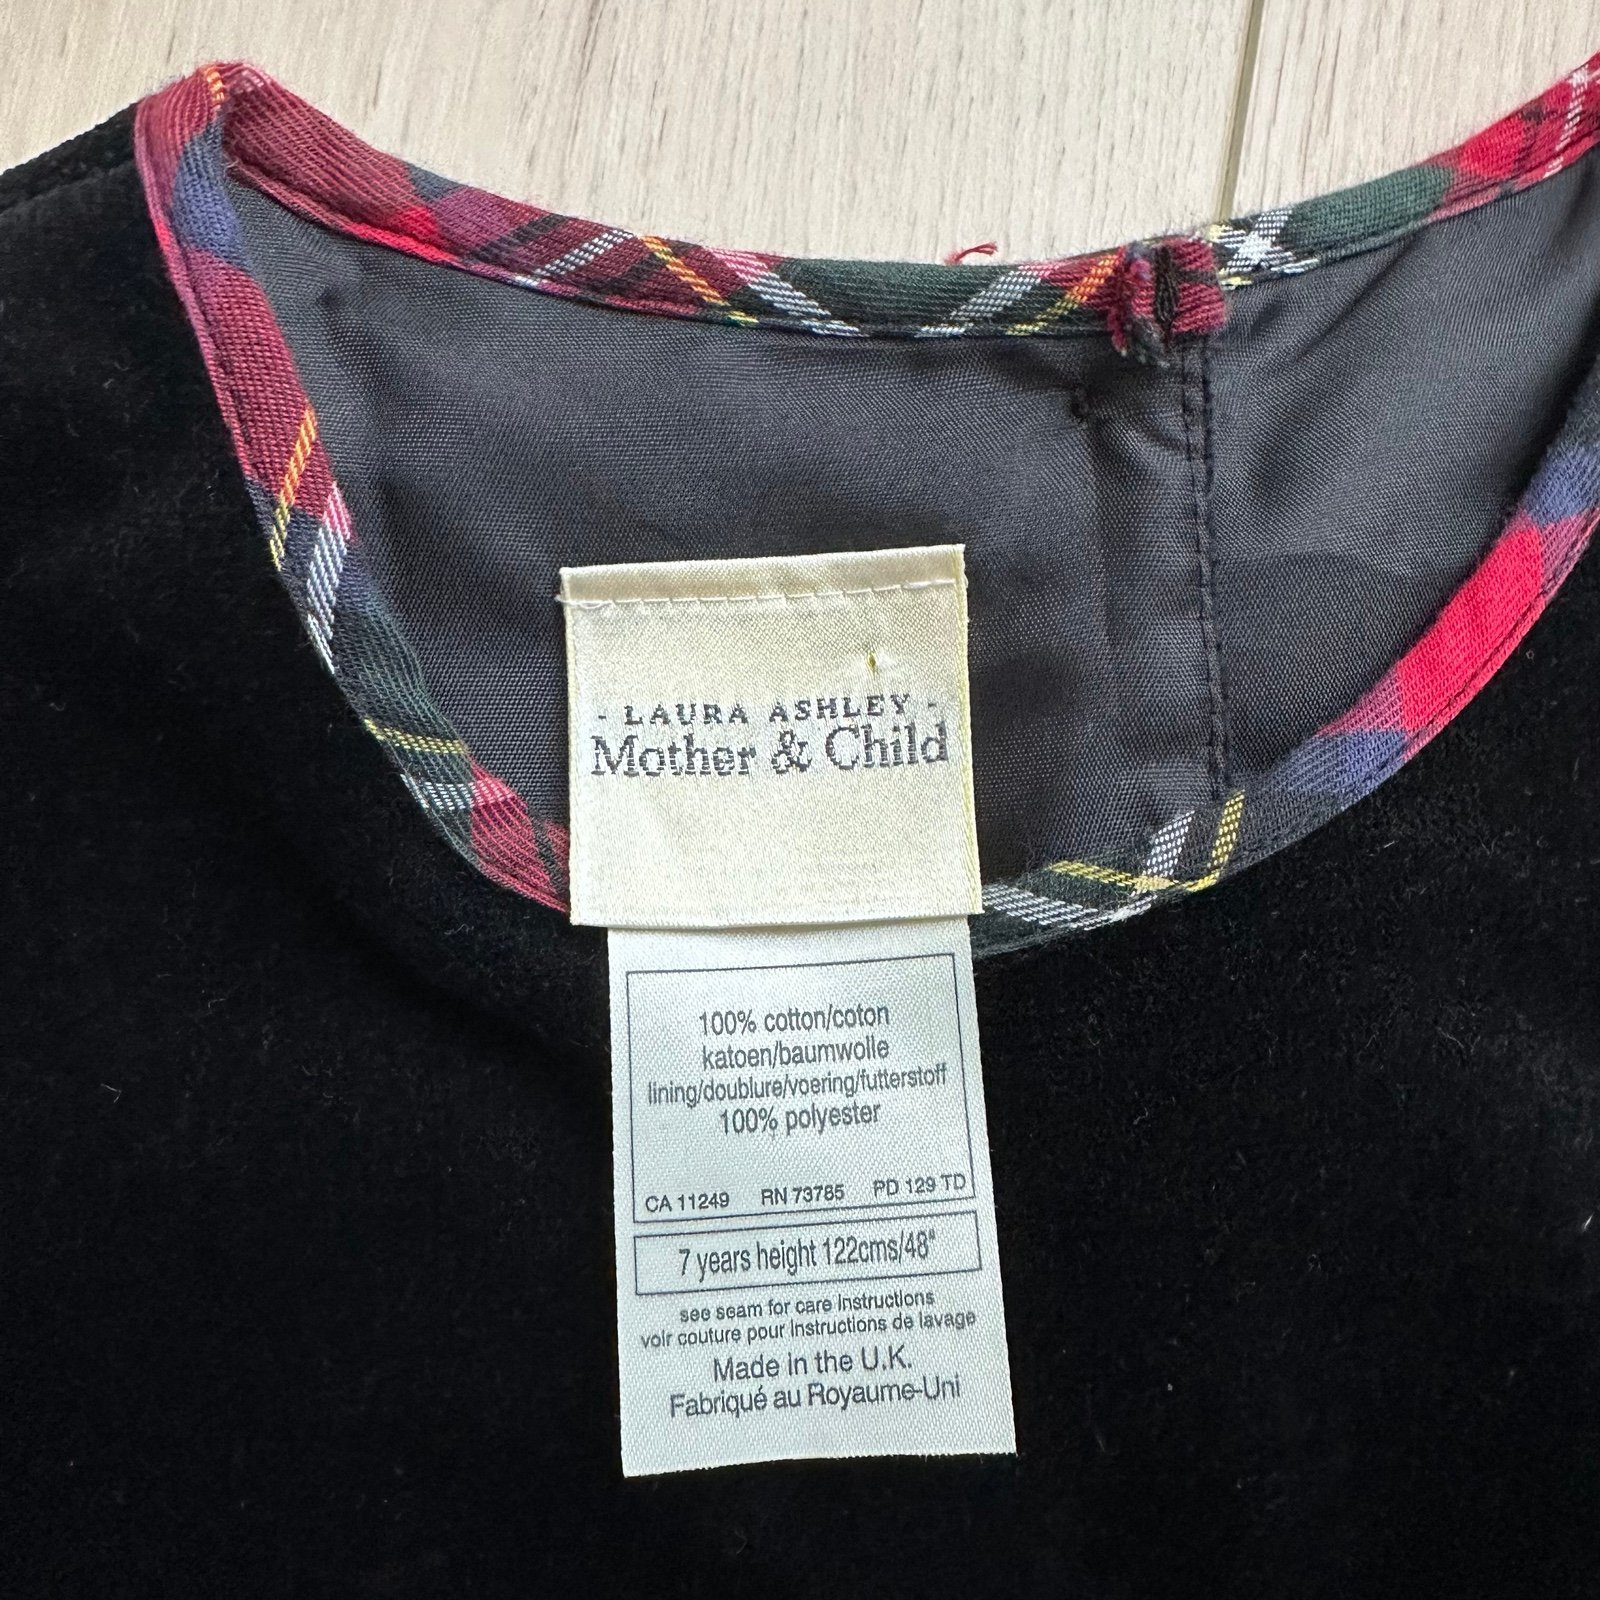 - LAURA ASHLEY -
Mother & Child
100% cotton/coton
katoen/baumwolle
lining/doublure/voering/futterstoff
100% polyester
CA 11249 RN 73785 PD 129 TD
7 years height 122cms/48"
see seam for care instructions
voir couture pour instructions de lavage
Made in the U.K.
Fabriqué au Royaume-Uni